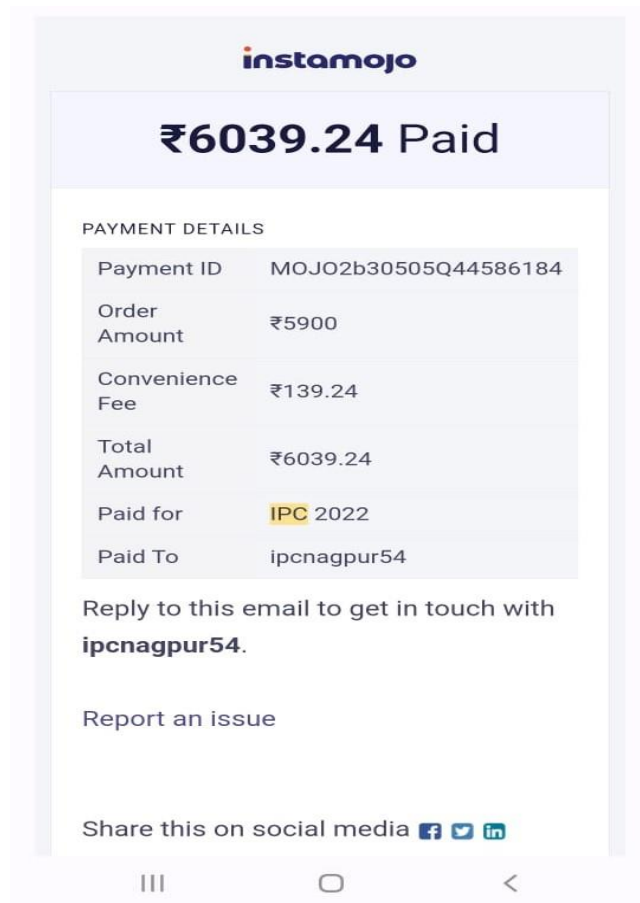 instamojo
₹6039.24 Paid
PAYMENT DETAILS
Payment ID MOJO2b30505Q44586184
Order
Amount ₹5900
Convenience
Fee ₹139.24
Total
Amount ₹6039.24
Paid for IPC 2022
Paid To ipcnagpur54
Reply to this email to get in touch with
ipcnagpur54.
Report an issue
Share this on social media